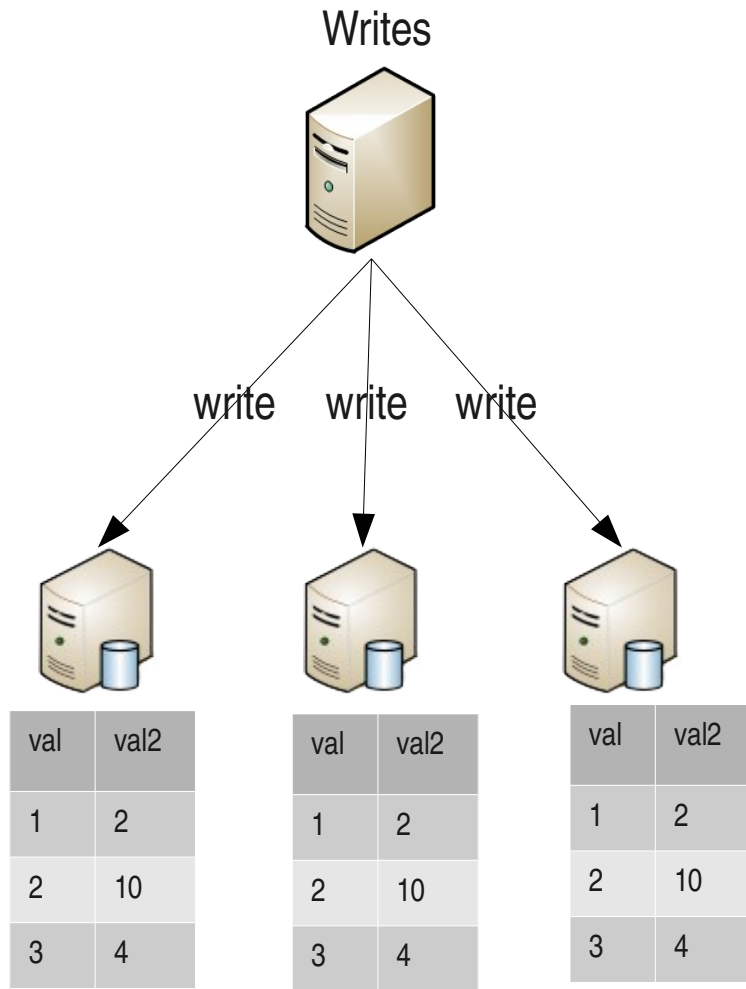 Writes
write write write
val val2 val val2 val val2
1 2 1 2 1 2
2 10 2 10 2 10
3 4 3 4 3 4